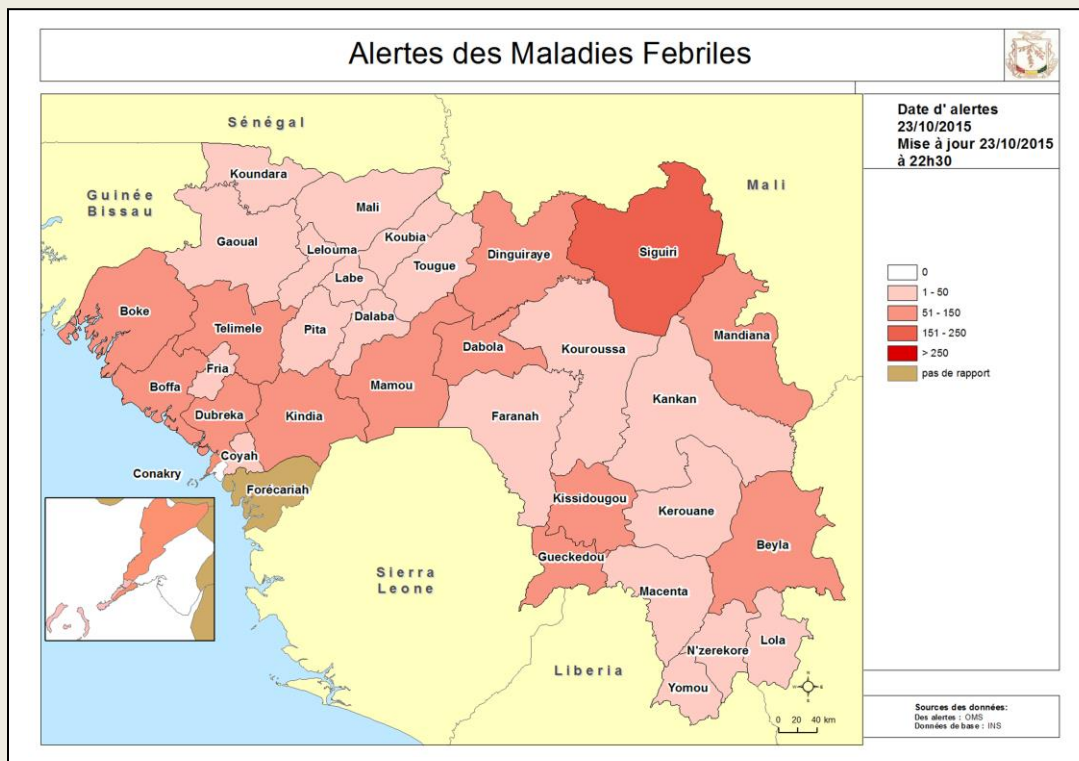 Alertes des Maladies Febriles
Date d' alertes
23/10/2015
Mise à jour 23/10/2015
à 22h30
Sénégal
Guinée
Bissau
Mali
Koundara
Mali
Gaoual
Koubia
Lelouma
Tougue
Labe
Dinguiraye
Siguiri
Boke
Telimele
Pita
Dalaba
Mandiana
Dabola
Kouroussa
Fria
Boffa
Mamou
Kankan
Dubreka
Kindia
Faranah
Coyah
Conakry
Forécariah
Kissidougou
Kerouane
Beyla
Gueckedou
Sierra
Leone
Macenta
Lola
N'zerekoré
Liberia
Yomou
0 20 40 km
0
1 - 50
51 - 150
151 - 250
> 250
pas de rapport
Sources des données:
Des alertes : OMS
Données de base : INS